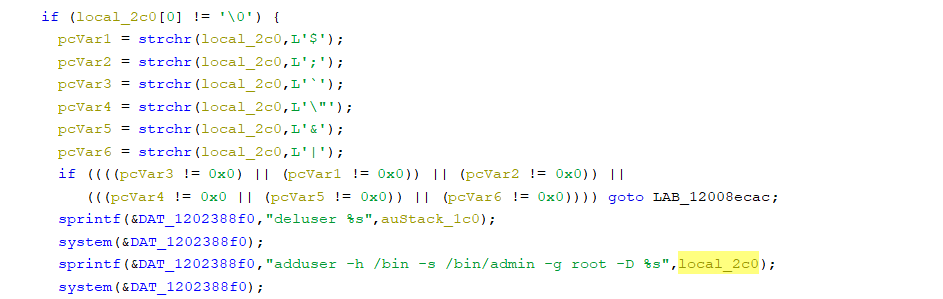 if (local_2c0[0] != '\0') {
pcVar1 = strchr(local_2c0,L'$');
pcVar2 = strchr(local_2c0,L';');
pcVar3 = strchr(local_2c0,L'`');
pcVar4 = strchr(local_2c0,L'\"');
pcVar5 = strchr(local_2c0,L'&');
pcVar6 = strchr(local_2c0,L'|');
if ((((pcVar3 != 0x0) || (pcVar1 != 0x0)) || (pcVar2 != 0x0)) ||
(((pcVar4 != 0x0 || (pcVar5 != 0x0)) || (pcVar6 != 0x0)))) goto LAB_12008ecac;
sprintf(&DAT_1202388f0,"deluser %s",auStack_1c0);
system(&DAT_1202388f0);
sprintf(&DAT_1202388f0,"adduser -h /bin -s /bin/admin -g root -D %s",local_2c0);
system(&DAT_1202388f0);